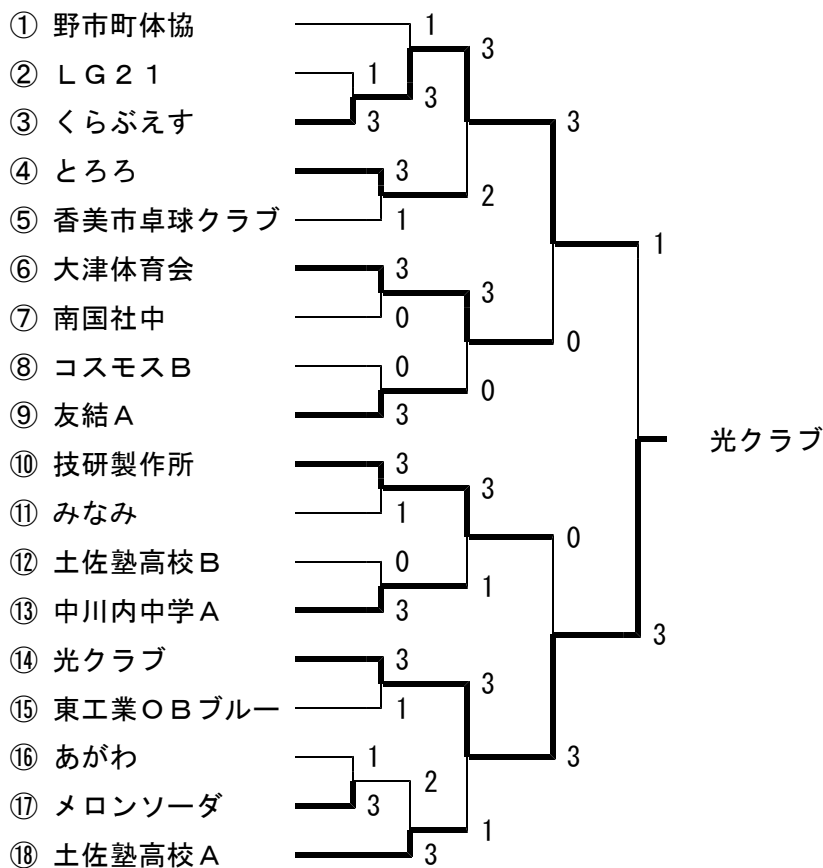 ① 野市町体協
1
3
② LG21
1
3
③ くらぶえす
3
3
④ とろろ
3
2
⑤ 香美市卓球クラブ
1
1
⑥ 大津体育会
3
3
⑦ 南国社中
0
0
⑧ コスモスB
0
0
⑨ 友結A
3
光クラブ
⑩ 技研製作所
3
3
⑪ みなみ
1
0
⑫ 土佐塾高校B
0
1
⑬ 中川内中学A
3
3
⑭ 光クラブ
3
3
⑮ 東工業OBブルー
1
⑯ あがわ
1
2
3
⑰ メロンソーダ
3
1
⑱ 土佐塾高校A
3